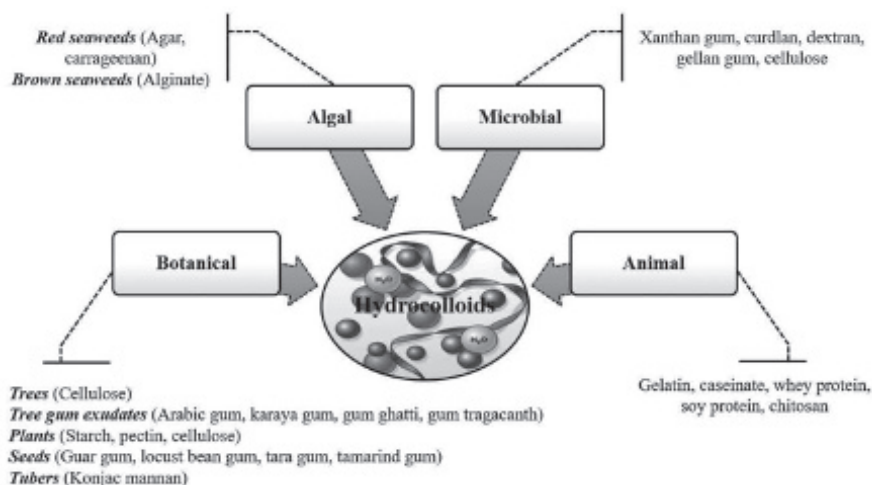 Red seaweeds (Agar,
carrageenan)
Brown seaweeds (Alginate)
Xanthan gum, curdlan, dextran,
gellan gum, cellulose
Algal
Microbial
Botanical
Animal
H₂O
Hydrocolloids
H₂O
Trees (Cellulose)
Tree gum exudates (Arabic gum, karaya gum, gum ghatti, gum tragacanth)
Plants (Starch, pectin, cellulose)
Seeds (Guar gum, locust bean gum, tara gum, tamarind gum)
Tubers (Konjac mannan)
Gelatin, caseinate, whey protein,
soy protein, chitosan